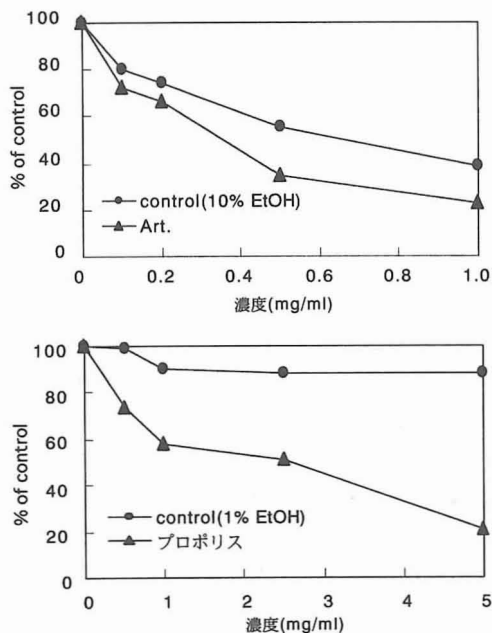 100
80
60
40
20
0
% of control
control(10% EtOH)
Art.
0 0.2 0.4 0.6 0.8 1.0
濃度(mg/ml)
100
80
60
40
20
0
% of control
control(1% EtOH)
プロポリス
0 1 2 3 4 5
濃度(mg/ml)